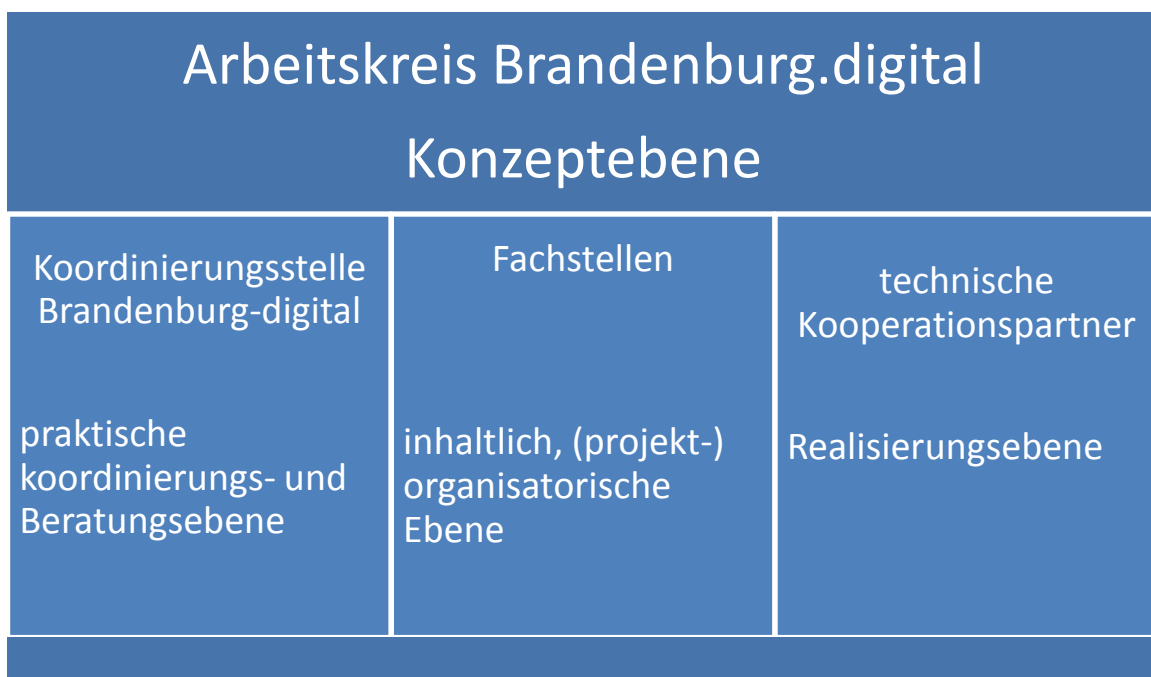 Arbeitskreis Brandenburg.digital
Konzeptebene
Koordinierungsstelle
Brandenburg-digital
praktische
koordinierungs- und
Beratungsebene
Fachstellen
inhaltlich, (projekt-)
organisatorische
Ebene
technische
Kooperationspartner
Realisierungsebene